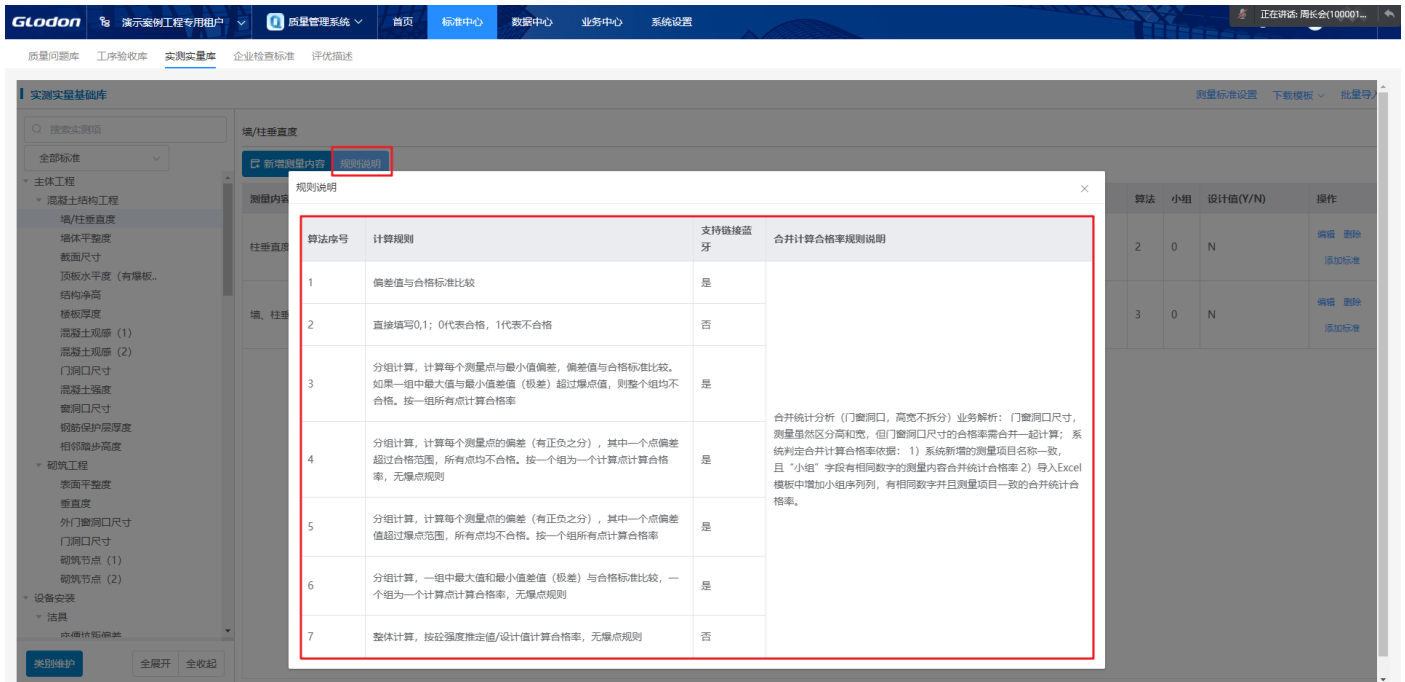 GLODON 演示案例工程专用租户 质量管理系统 首页 标准中心 数据中心 业务中心 系统设置 正在讲话: 周长会(100001...
质量问题库 工序验收库 实测实量库 企业检查标准 评优描述
实测实量基础库 测量标准设置 下载模板 批量导入
搜索实测项
全部标准
主体工程
混凝土结构工程
墙/柱垂直度
墙体平整度
截面尺寸
顶板水平度（有爆板..
结构净高
楼板厚度
混凝土观感（1）
混凝土观感（2）
门洞口尺寸
混凝土强度
窗洞口尺寸
钢筋保护层厚度
相邻踏步高度
砌筑工程
表面平整度
垂直度
外门窗洞口尺寸
门洞口尺寸
砌筑节点（1）
砌筑节点（2）
设备安装
洁具
类别维护 全展开 全收起
墙/柱垂直度
新增测量内容 规则说明
测量内容 算法 小组 设计值(Y/N) 操作
柱垂直度 2 0 N 编辑 删除
添加标准
墙、柱垂 3 0 N 编辑 删除
添加标准
规则说明
算法序号 计算规则 支持链接蓝
牙 合并计算合格率规则说明
1 偏差值与合格标准比较 是
2 直接填写0,1；0代表合格，1代表不合格 否
3 分组计算，计算每个测量点与最小值偏差，偏差值与合格标准比较。
如果一组中最大值与最小值差值（极差）超过爆点值，则整个组均不
合格。按一组所有点计算合格率 是
4 分组计算，计算每个测量点的偏差（有正负之分），其中一个点偏差
超过合格范围，所有点均不合格。按一个组为一个计算点计算合格
率，无爆点规则 是
5 分组计算，计算每个测量点的偏差（有正负之分），其中一个点偏差
值超过爆点范围，所有点均不合格。按一个组所有点计算合格率 是
6 分组计算，一组中最大值和最小值差值（极差）与合格标准比较，一
个组为一个计算点计算合格率，无爆点规则 是
7 整体计算，按砼强度推定值/设计值计算合格率，无爆点规则 否
合并统计分析（门窗洞口，高宽不拆分）业务解析： 门窗洞口尺寸，
测量虽然区分高和宽，但门窗洞口尺寸的合格率需合并一起计算； 系
统判定合并计算合格率依据： 1）系统新增的测量项目名称一致，
且“小组”字段有相同数字的测量内容合并统计合格率 2）导入Excel
模板中增加小组序列列，有相同数字并且测量项目一致的合并统计合
格率。